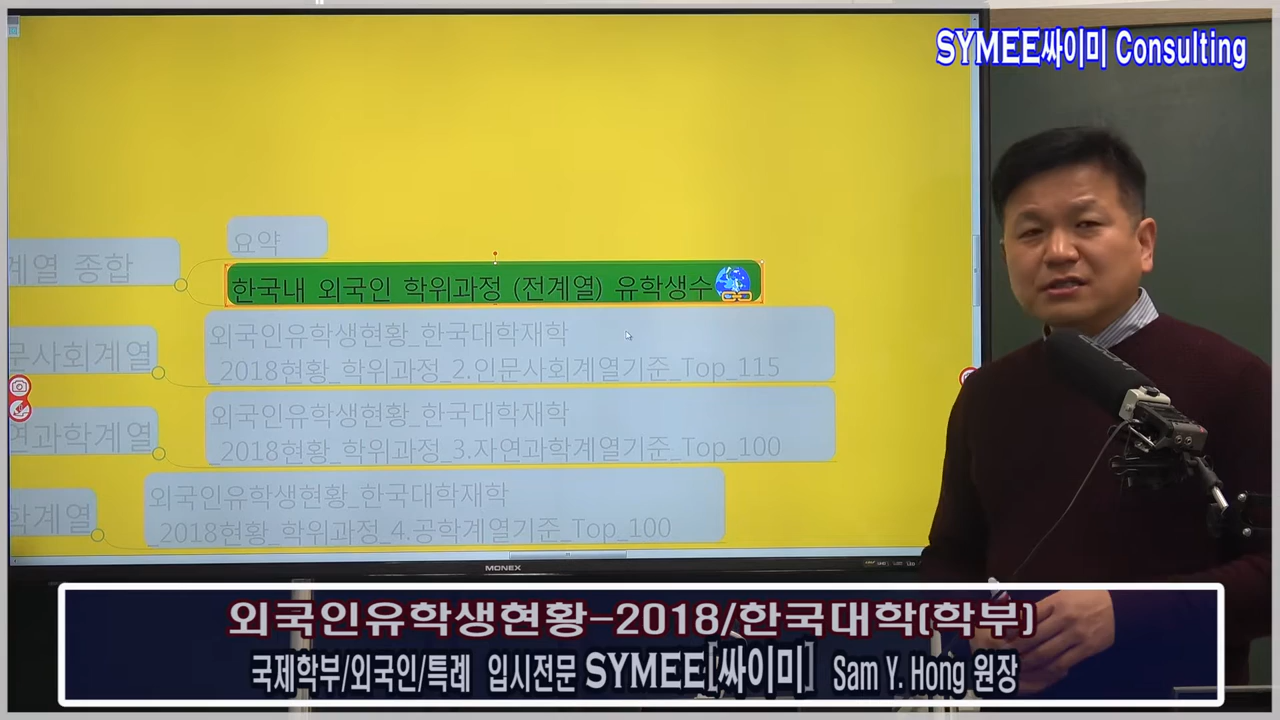 SYMEE싸이미 Consulting
요약
계열 종합
한국내 외국인 학위과정 (전계열) 유학생수
외국인유학생현황_한국대학재학
_2018현황_학위과정_2.인문사회계열기준_Top_115
문사회계열
외국인유학생현황_한국대학재학
_2018현황_학위과정_3.자연과학계열기준_Top_100
연과학계열
외국인유학생현황_한국대학재학
_2018현황_학위과정_4.공학계열기준_Top_100
학계열
MONEX
외국인유학생현황-2018/한국대학(학부)
국제학부/외국인/특례 입시전문 SYMEE[싸이미] Sam Y. Hong 원장